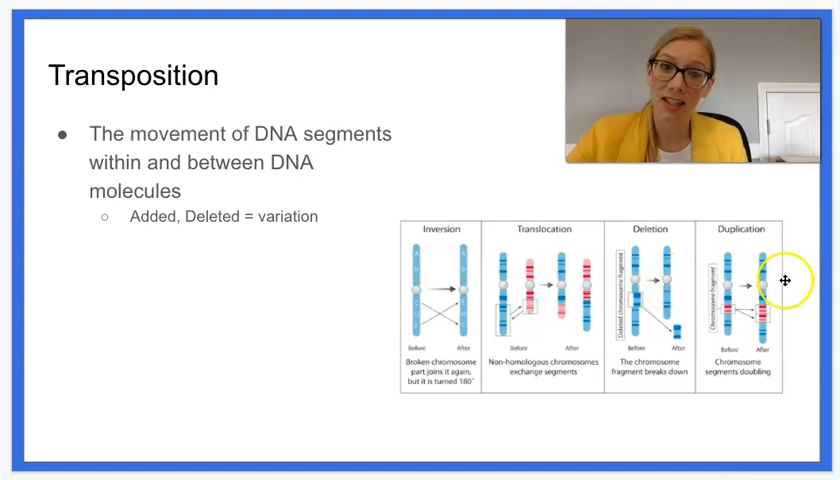 Transposition
● The movement of DNA segments
within and between DNA
molecules
○ Added, Deleted = variation
Inversion
Translocation
Deletion
Duplication
Deleted chromosome fragment
Chromosome fragment
Before
After
Before
After
Before
After
Before
After
Broken chromosome
part joins it again,
but it is turned 180°
Non-homologous chromosomes
exchange segments
The chromosome
fragment breaks down
Chromosome
segments doubling